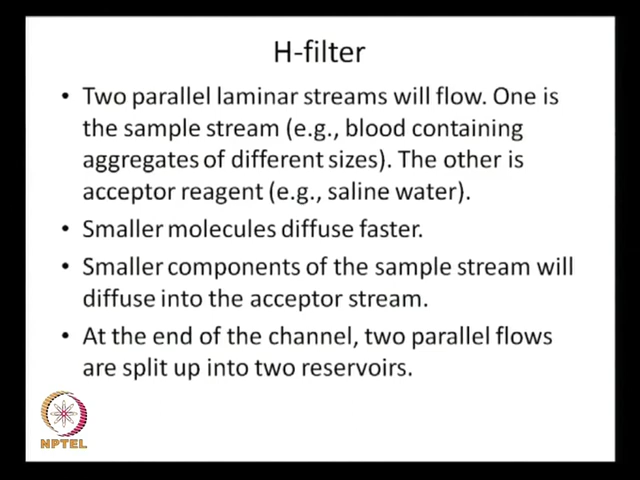 H-filter
• Two parallel laminar streams will flow. One is
the sample stream (e.g., blood containing
aggregates of different sizes). The other is
acceptor reagent (e.g., saline water).
• Smaller molecules diffuse faster.
• Smaller components of the sample stream will
diffuse into the acceptor stream.
• At the end of the channel, two parallel flows
are split up into two reservoirs.
NPTEL